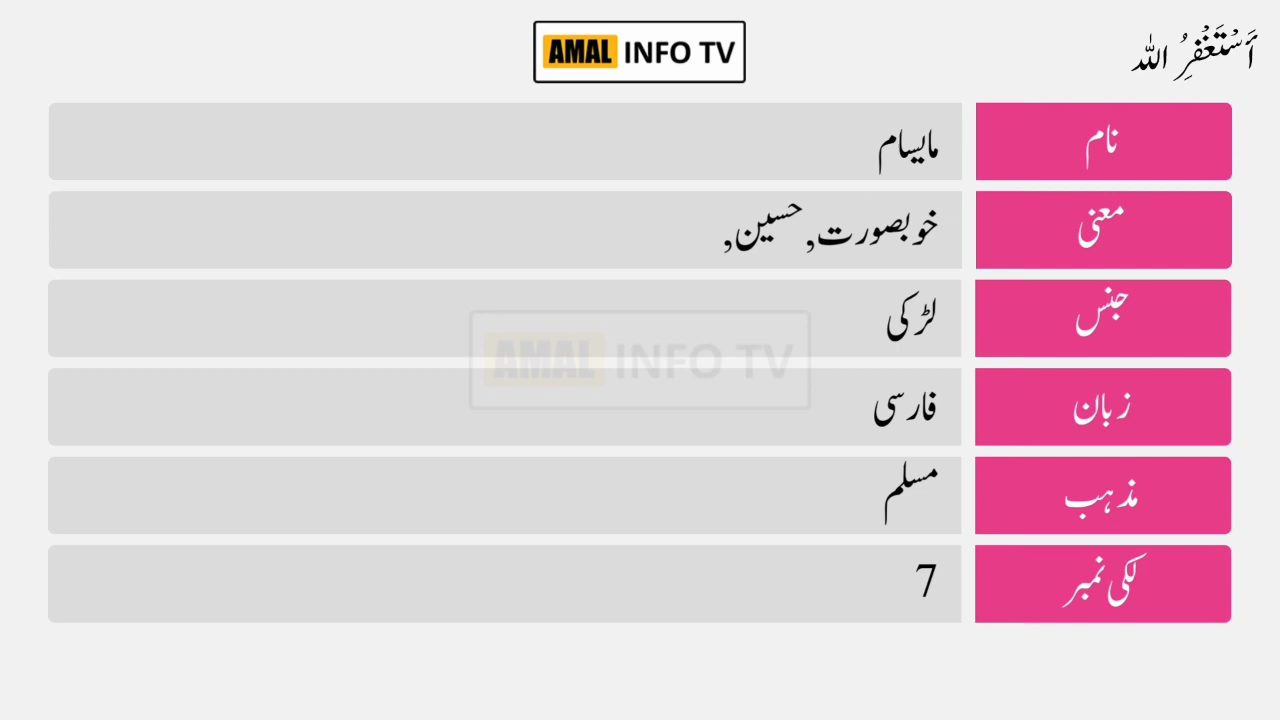 AMAL INFO TV
أَسْتَغْفِرُ اللّٰه
نام مایسام
معنی خوبصورت, حسین,
جنس لڑکی
AMAL INFO TV
زبان فارسی
مذہب مسلم
لکی نمبر 7